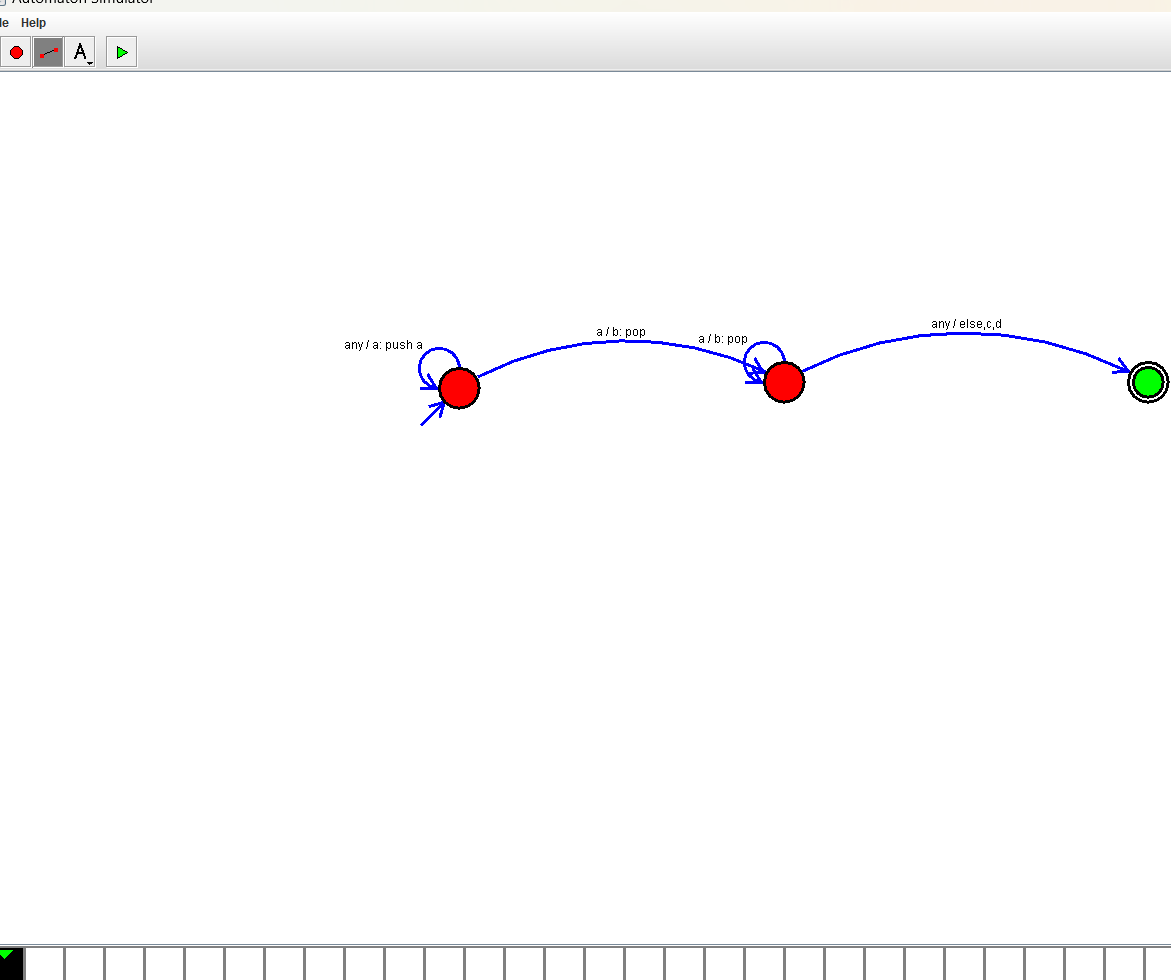 Automaton Simulator
le Help
A
any / else,c,d
a / b: pop
a / b: pop
any / a: push a